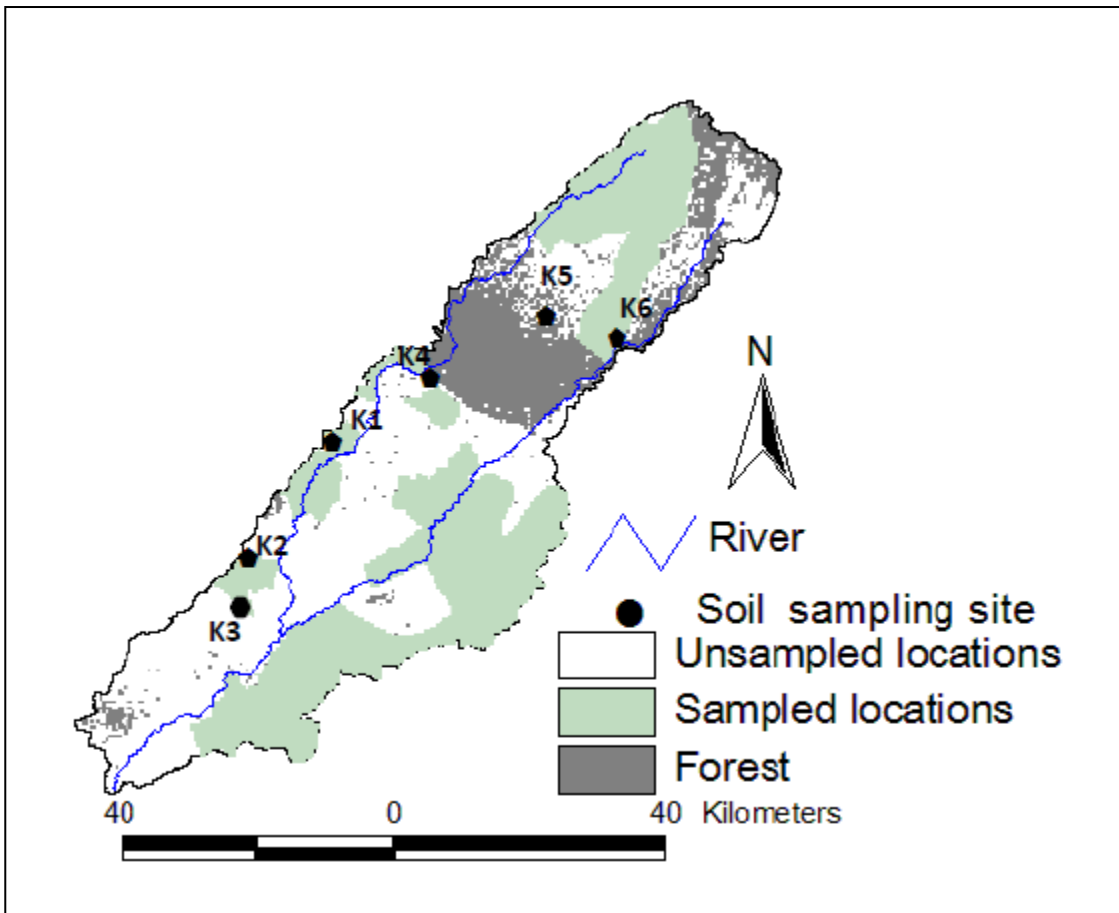 K5
K6
N
K4
K1
River
K2
Soil sampling site
K3
Unsampled locations
Sampled locations
Forest
40 0 40 Kilometers